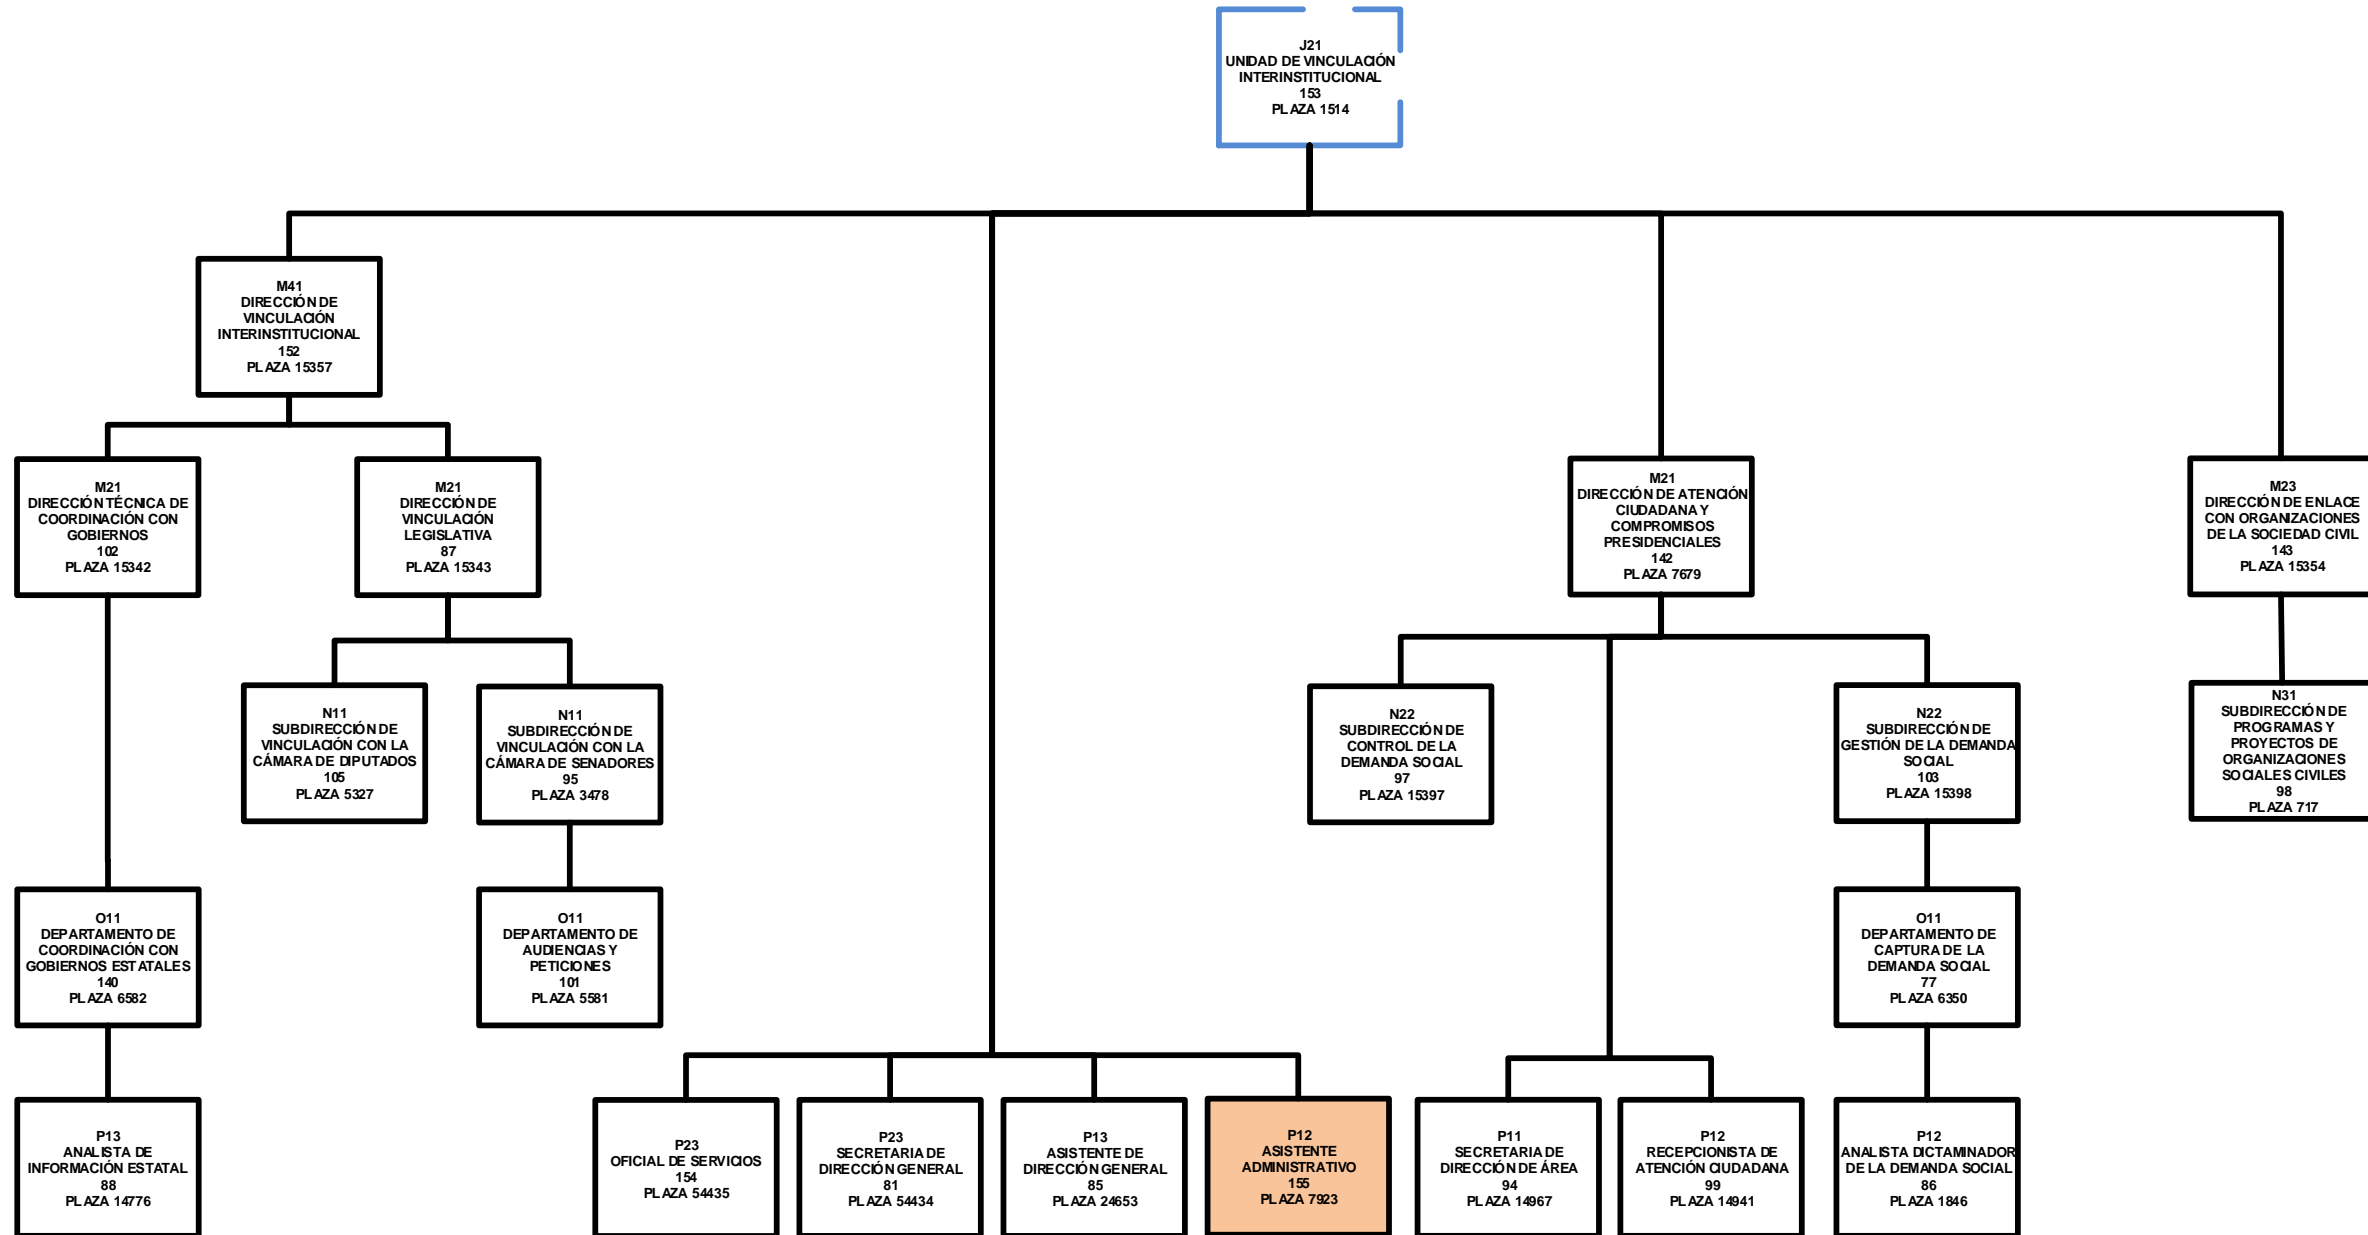 J21
UNIDAD DE VINCULACIÓN
INTERINSTITUCIONAL
153
PLAZA 1514
M41
DIRECCIÓN DE
VINCULACIÓN
INTERINSTITUCIONAL
152
PLAZA 15357
M21
DIRECCIÓN TÉCNICA DE
COORDINACIÓN CON
GOBIERNOS
102
PLAZA 15342
M21
DIRECCIÓN DE
VINCULACIÓN
LEGISLATIVA
87
PLAZA 15343
M21
DIRECCIÓN DE ATENCIÓN
CIUDADANA Y
COMPROMISOS
PRESIDENCIALES
142
PLAZA 7679
M23
DIRECCIÓN DE ENLACE
CON ORGANIZACIONES
DE LA SOCIEDAD CIVIL
143
PLAZA 15354
N11
SUBDIRECCIÓN DE
VINCULACIÓN CON LA
CÁMARA DE DIPUTADOS
105
PLAZA 5327
N11
SUBDIRECCIÓN DE
VINCULACIÓN CON LA
CÁMARA DE SENADORES
95
PLAZA 3478
N22
SUBDIRECCIÓN DE
CONTROL DE LA
DEMANDA SOCIAL
97
PLAZA 15397
N22
SUBDIRECCIÓN DE
GESTIÓN DE LA DEMANDA
SOCIAL
103
PLAZA 15398
N31
SUBDIRECCIÓN DE
PROGRAMAS Y
PROYECTOS DE
ORGANIZACIONES
SOCIALES CIVILES
98
PLAZA 717
O11
DEPARTAMENTO DE
COORDINACIÓN CON
GOBIERNOS ESTATALES
140
PLAZA 6582
O11
DEPARTAMENTO DE
AUDIENCIAS Y
PETICIONES
101
PLAZA 5581
O11
DEPARTAMENTO DE
CAPTURA DE LA
DEMANDA SOCIAL
77
PLAZA 6350
P13
ANALISTA DE
INFORMACIÓN ESTATAL
88
PLAZA 14776
P23
OFICIAL DE SERVICIOS
154
PLAZA 54435
P23
SECRETARIA DE
DIRECCIÓN GENERAL
81
PLAZA 54434
P13
ASISTENTE DE
DIRECCIÓN GENERAL
85
PLAZA 24653
P12
ASISTENTE
ADMINISTRATIVO
155
PLAZA 7923
P11
SECRETARIA DE
DIRECCIÓN DE ÁREA
94
PLAZA 14967
P12
RECEPCIONISTA DE
ATENCIÓN CIUDADANA
99
PLAZA 14941
P12
ANALISTA DICTAMINADOR
DE LA DEMANDA SOCIAL
86
PLAZA 1846